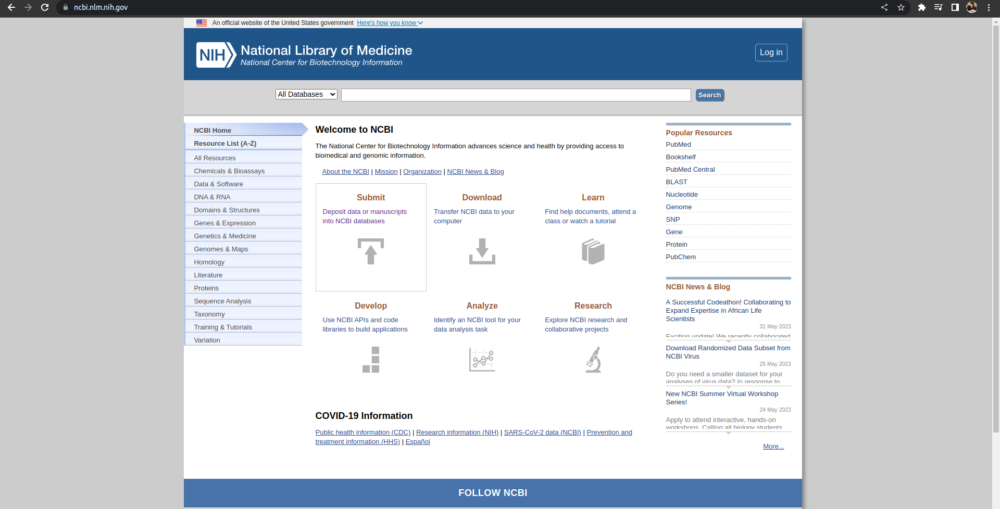 ncbi.nlm.nih.gov
An official website of the United States government Here's how you know
NIH National Library of Medicine
National Center for Biotechnology Information
Log in
All Databases
Search
NCBI Home
Resource List (A-Z)
All Resources
Chemicals & Bioassays
Data & Software
DNA & RNA
Domains & Structures
Genes & Expression
Genetics & Medicine
Genomes & Maps
Homology
Literature
Proteins
Sequence Analysis
Taxonomy
Training & Tutorials
Variation
Welcome to NCBI
The National Center for Biotechnology Information advances science and health by providing access to
biomedical and genomic information.
About the NCBI | Mission | Organization | NCBI News & Blog
Submit
Deposit data or manuscripts
into NCBI databases
Download
Transfer NCBI data to your
computer
Learn
Find help documents, attend a
class or watch a tutorial
Develop
Use NCBI APIs and code
libraries to build applications
Analyze
Identify an NCBI tool for your
data analysis task
Research
Explore NCBI research and
collaborative projects
COVID-19 Information
Public health information (CDC) | Research information (NIH) | SARS-CoV-2 data (NCBI) | Prevention and
treatment information (HHS) | Español
Popular Resources
PubMed
Bookshelf
PubMed Central
BLAST
Nucleotide
Genome
SNP
Gene
Protein
PubChem
NCBI News & Blog
A Successful Codeathon! Collaborating to
Expand Expertise in African Life
Scientists
31 May 2023
Exciting update! We recently collaborated
Download Randomized Data Subset from
NCBI Virus
25 May 2023
Do you need a smaller dataset for your
analyses of virus data? In response to
New NCBI Summer Virtual Workshop
Series!
24 May 2023
Apply to attend interactive, hands-on
workshops. Calling all biology students
More...
FOLLOW NCBI